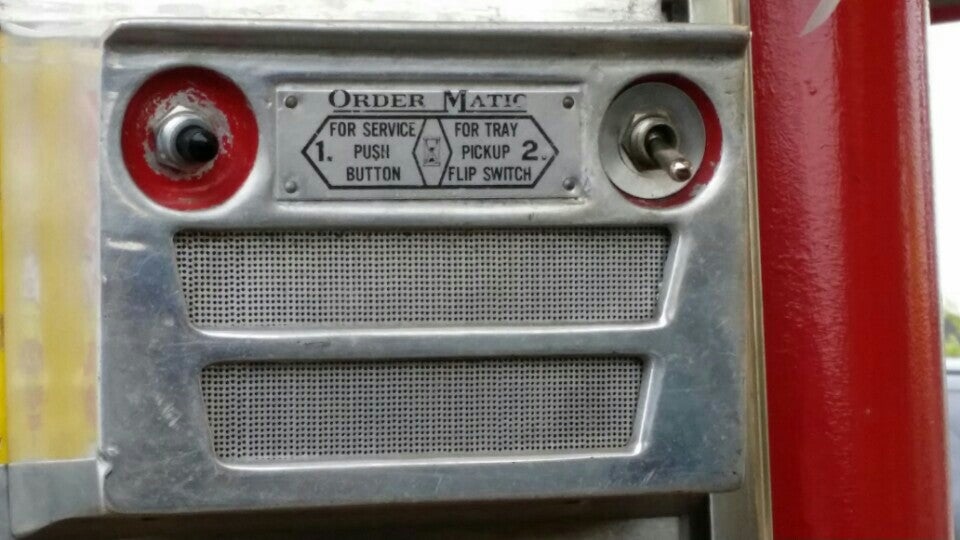 ORDER MATIC
FOR SERVICE
1. PUSH
BUTTON
FOR TRAY
PICKUP 2.
FLIP SWITCH